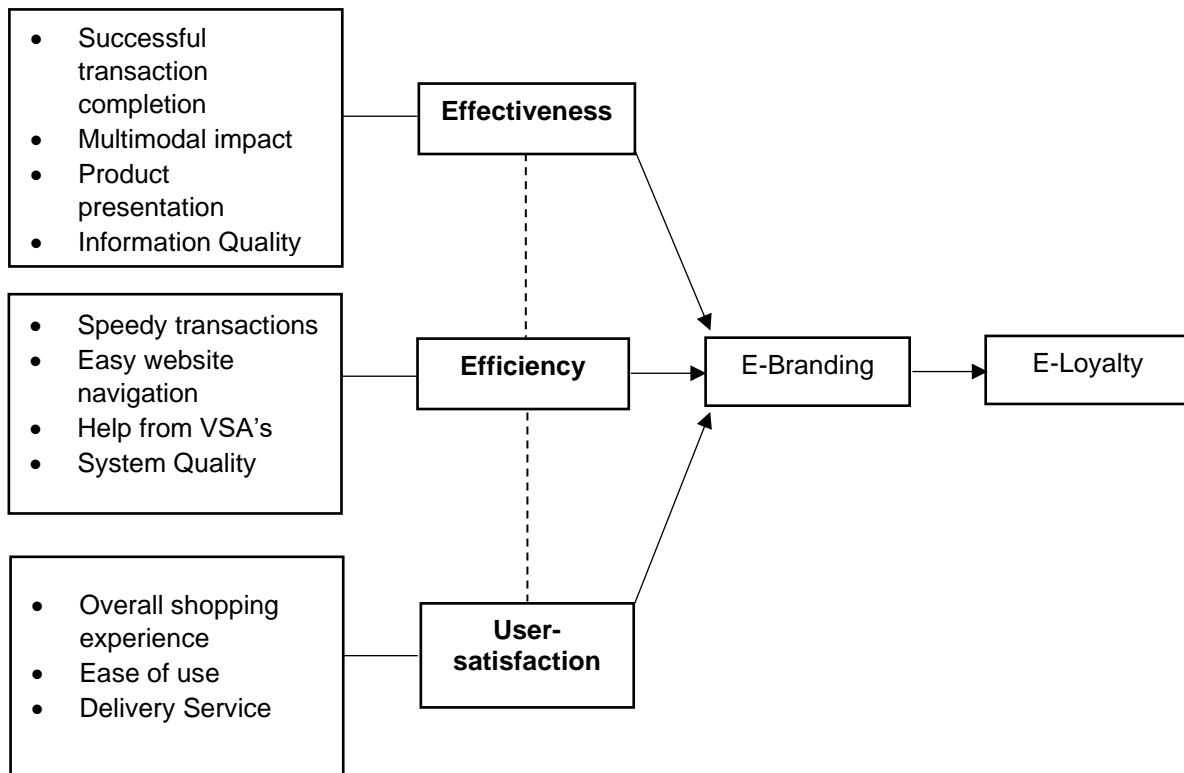 • Successful
transaction
completion
• Multimodal impact
• Product
presentation
• Information Quality
Effectiveness
• Speedy transactions
• Easy website
navigation
• Help from VSA’s
• System Quality
Efficiency
E-Branding
E-Loyalty
• Overall shopping
experience
• Ease of use
• Delivery Service
User-
satisfaction